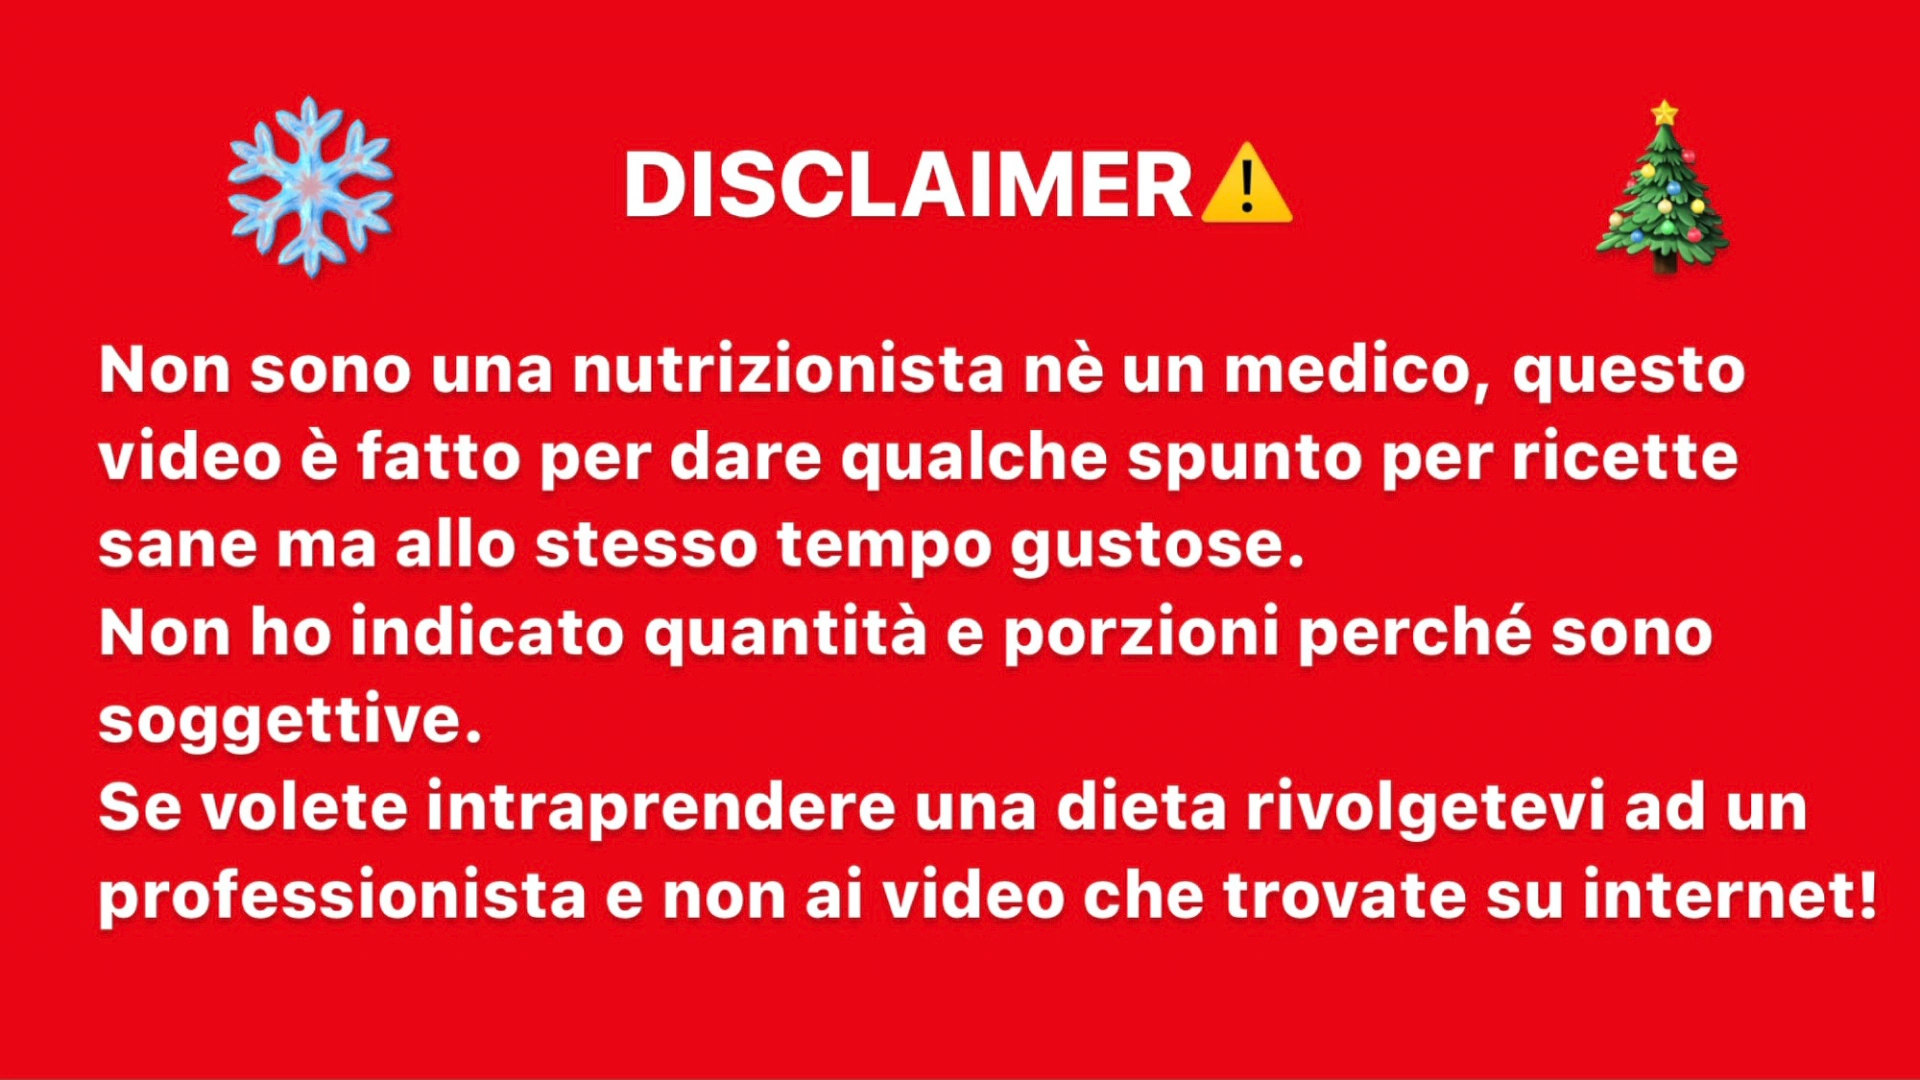 DISCLAIMER⚠️
Non sono una nutrizionista nè un medico, questo
video è fatto per dare qualche spunto per ricette
sane ma allo stesso tempo gustose.
Non ho indicato quantità e porzioni perché sono
soggettive.
Se volete intraprendere una dieta rivolgetevi ad un
professionista e non ai video che trovate su internet!